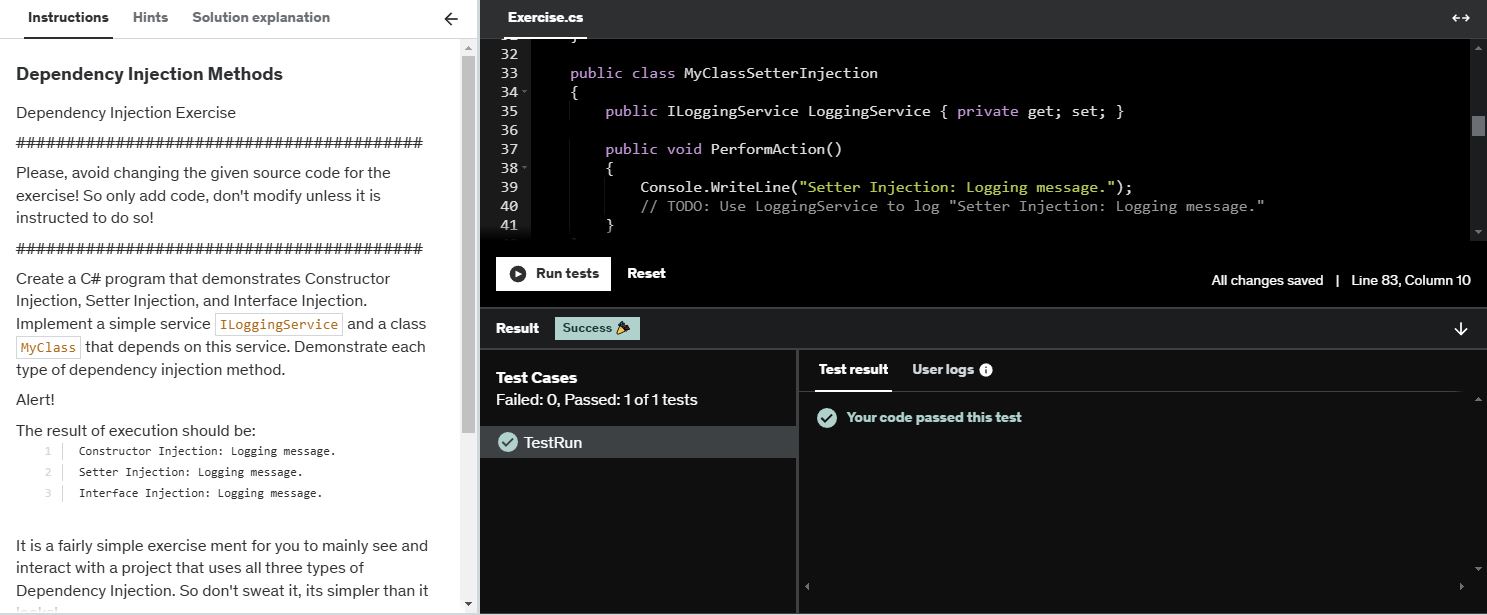 Instructions Hints Solution explanation
Dependency Injection Methods
Dependency Injection Exercise
#########################################
Please, avoid changing the given source code for the
exercise! So only add code, don't modify unless it is
instructed to do so!
#########################################
Create a C# program that demonstrates Constructor
Injection, Setter Injection, and Interface Injection.
Implement a simple service ILoggingService and a class
MyClass that depends on this service. Demonstrate each
type of dependency injection method.
Alert!
The result of execution should be:
1 Constructor Injection: Logging message.
2 Setter Injection: Logging message.
3 Interface Injection: Logging message.
It is a fairly simple exercise ment for you to mainly see and
interact with a project that uses all three types of
Dependency Injection. So don't sweat it, its simpler than it
Exercise.cs
32
33 public class MyClassSetterInjection
34 {
35 public ILoggingService LoggingService { private get; set; }
36
37 public void PerformAction()
38 {
39 Console.WriteLine("Setter Injection: Logging message.");
40 // TODO: Use LoggingService to log "Setter Injection: Logging message."
41 }
Run tests Reset
All changes saved | Line 83, Column 10
Result Success
Test Cases
Failed: 0, Passed: 1 of 1 tests
TestRun
Test result User logs
Your code passed this test